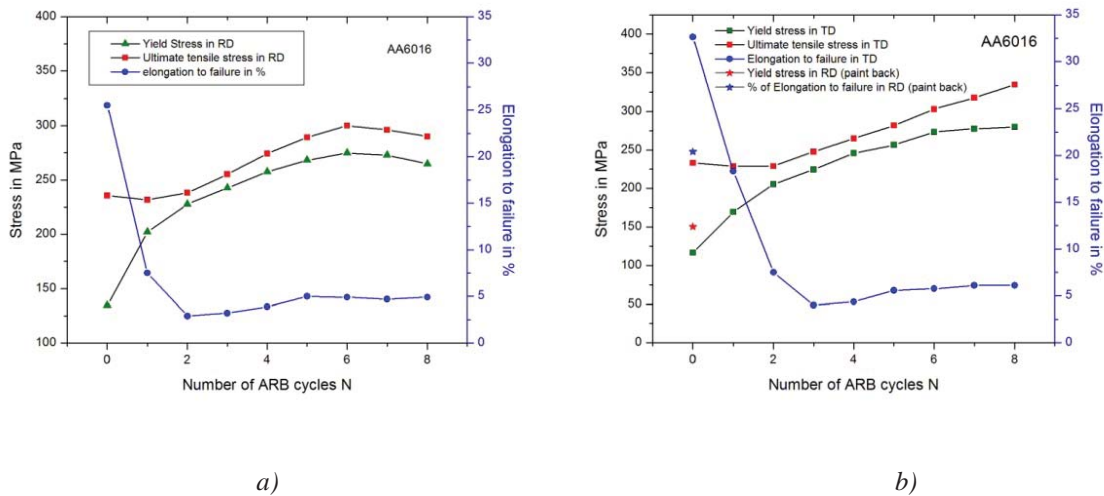 400
350
300
250
200
150
100
Stress in MPa
Yield Stress in RD
Ultimate tensile stress in RD
elongation to failure in %
AA6016
35
30
25
20
15
10
5
0
Elongation to failure in %
0 2 4 6 8
Number of ARB cycles N
a)
400
350
300
250
200
150
100
50
0
Stress in MPa
Yield stress in TD
Ultimate tensile stress in TD
Elongation to failure in TD
Yield stress in RD (paint back)
% of Elongation to failure in RD (paint back)
AA6016
35
30
25
20
15
10
5
0
Elongation to failure in %
0 2 4 6 8
Number of ARB cycles N
b)